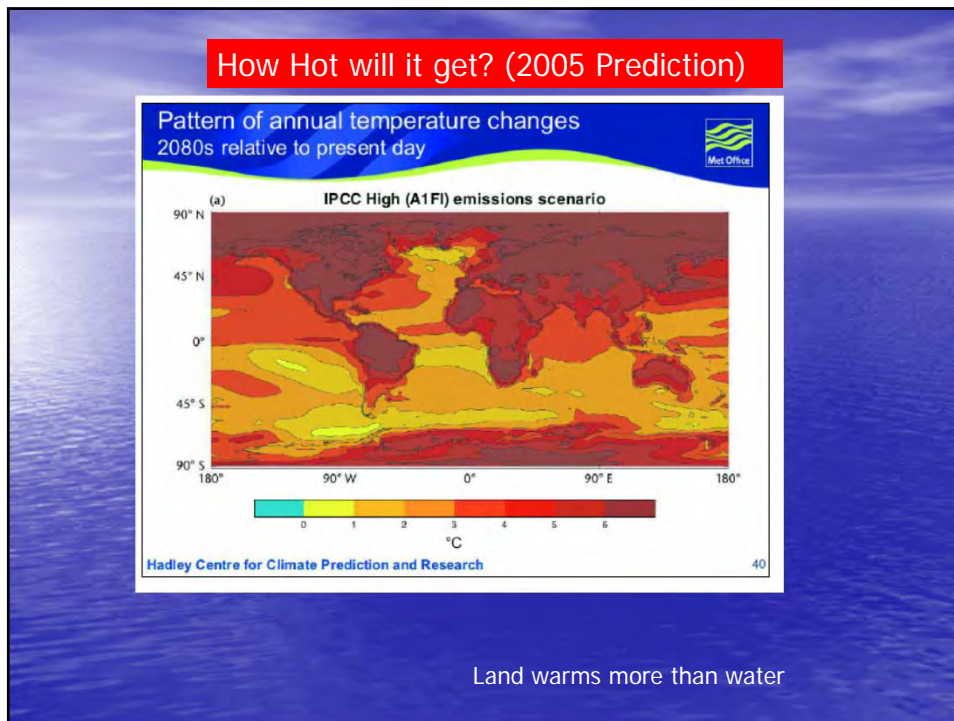 How Hot will it get? (2005 Prediction)
Pattern of annual temperature changes
2080s relative to present day
Met Office
(a) IPCC High (A1FI) emissions scenario
90° N
45° N
0°
45° S
90° S
180° 90° W 0° 90° E 180°
0 1 2 3 4 5 6
°C
Hadley Centre for Climate Prediction and Research 40
Land warms more than water